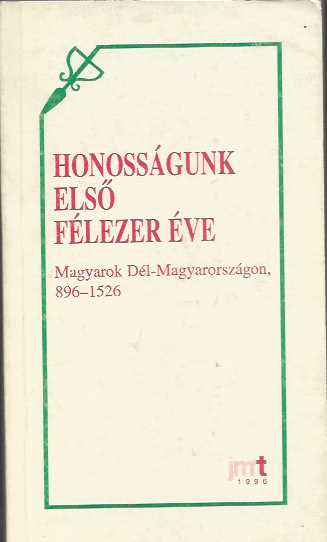 HONOSSÁGUNK
ELSŐ
FÉLEZER ÉVE
Magyarok Dél-Magyarországon,
896–1526
jmt
1996